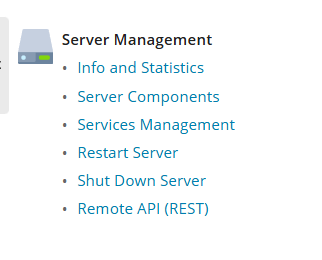 Server Management
• Info and Statistics
• Server Components
• Services Management
• Restart Server
• Shut Down Server
• Remote API (REST)